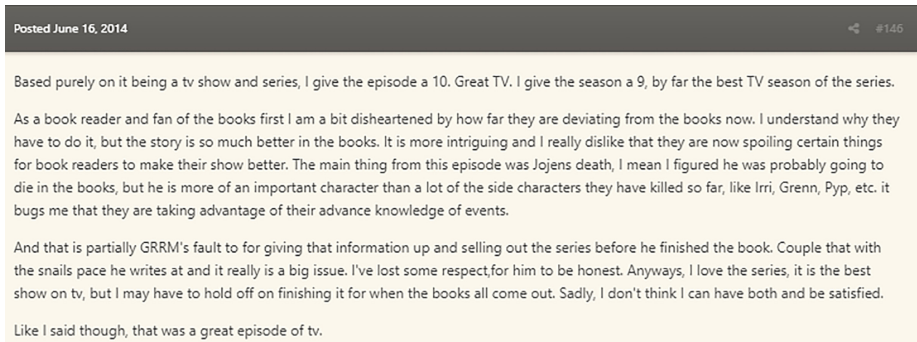 Posted June 16, 2014
#146
Based purely on it being a tv show and series, I give the episode a 10. Great TV. I give the season a 9, by far the best TV season of the series.
As a book reader and fan of the books first I am a bit disheartened by how far they are deviating from the books now. I understand why they
have to do it, but the story is so much better in the books. It is more intriguing and I really dislike that they are now spoiling certain things
for book readers to make their show better. The main thing from this episode was Jojens death, I mean I figured he was probably going to
die in the books, but he is more of an important character than a lot of the side characters they have killed so far, like Irri, Grenn, Pyp, etc. it
bugs me that they are taking advantage of their advance knowledge of events.
And that is partially GRRM's fault to for giving that information up and selling out the series before he finished the book. Couple that with
the snails pace he writes at and it really is a big issue. I've lost some respect,for him to be honest. Anyways, I love the series, it is the best
show on tv, but I may have to hold off on finishing it for when the books all come out. Sadly, I don't think I can have both and be satisfied.
Like I said though, that was a great episode of tv.